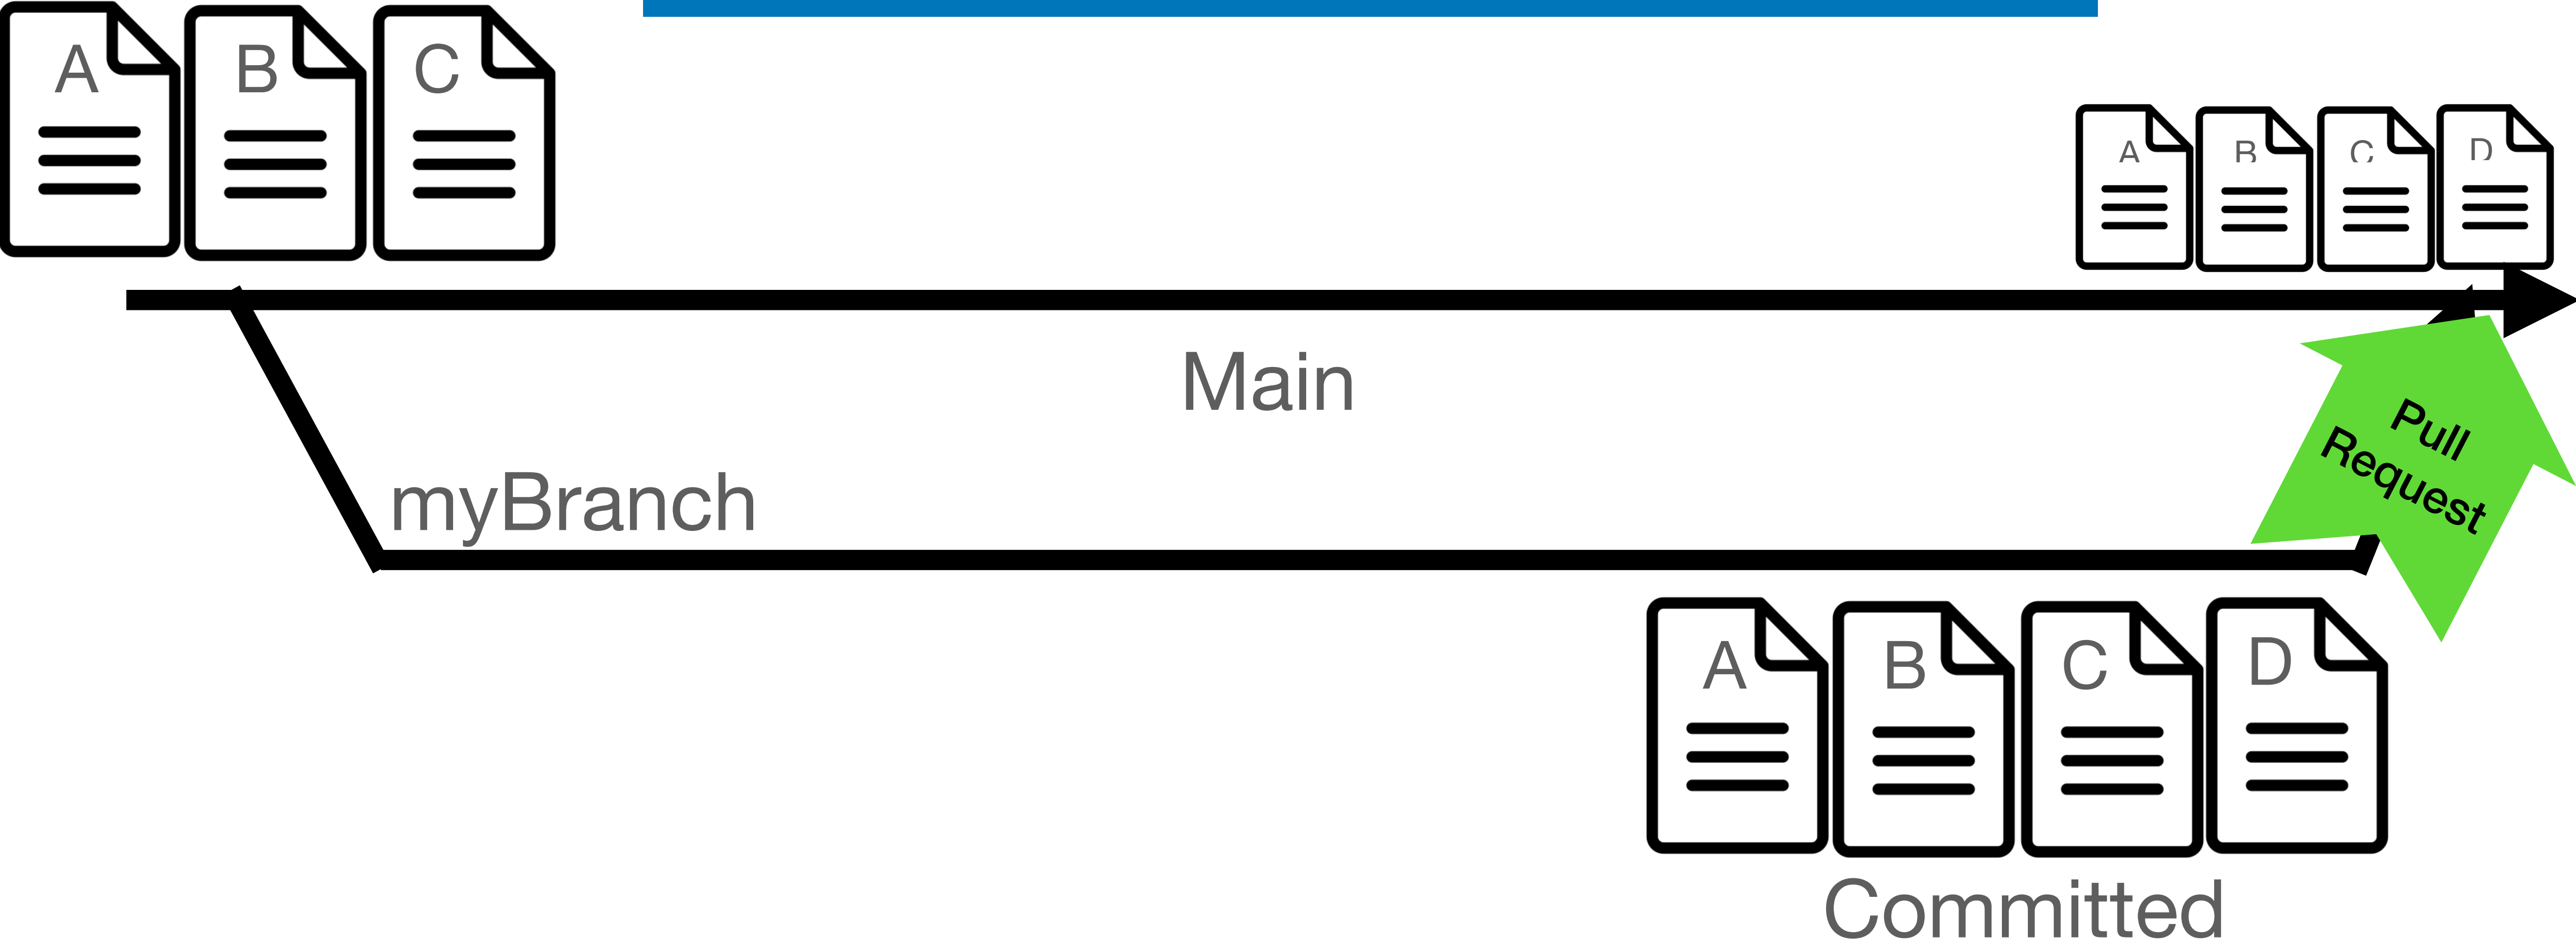 A B C
A B C D
Main
myBranch
Pull
Request
A B C D
Committed